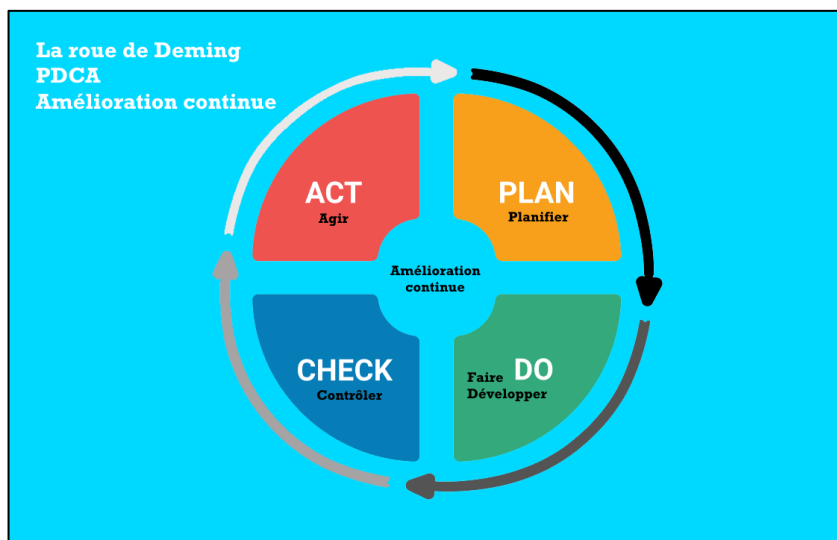 La roue de Deming
PDCA
Amélioration continue
ACT
Agir
PLAN
Planifier
Amélioration
continue
CHECK
Contrôler
Faire DO
Développer